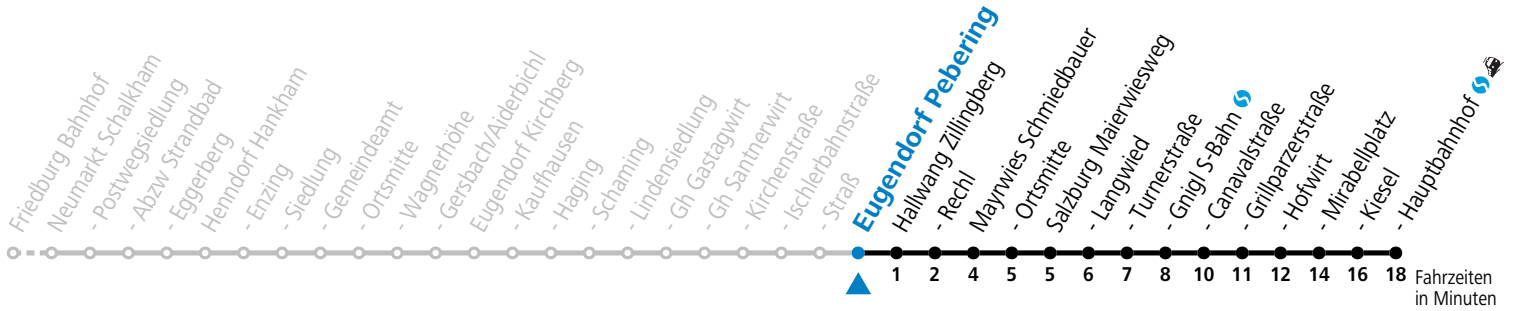 Friedburg Bahnhof
Neumarkt Schalkham
- Postwegsiedlung
- Abzw Strandbad
- Eggerberg
Henndorf Hankham
- Enzing
- Siedlung
- Gemeindeamt
- Ortsmitte
- Wagnerhöhe
- Gersbach/Aiderbichl
Eugendorf Kirchberg
- Kaufhausen
- Haging
- Schaming
- Lindensiedlung
- Gh Gastagwirt
- Gh Santnerwirt
- Kirchenstraße
- Ischlerbahnstraße
- Straß
Eugendorf Pebering
Hallwang Zillingberg
- Rechl
Mayrwies Schmiedbauer
- Ortsmitte
Salzburg Maierwiesweg
- Langwied
- Turnerstraße
- Gnigl S-Bahn
- Canavalstraße
- Grillparzerstraße
- Hofwirt
- Mirabellplatz
- Kiesel
- Hauptbahnhof
1 2 4 5 5 6 7 8 10 11 12 14 16 18 Fahrzeiten
in Minuten